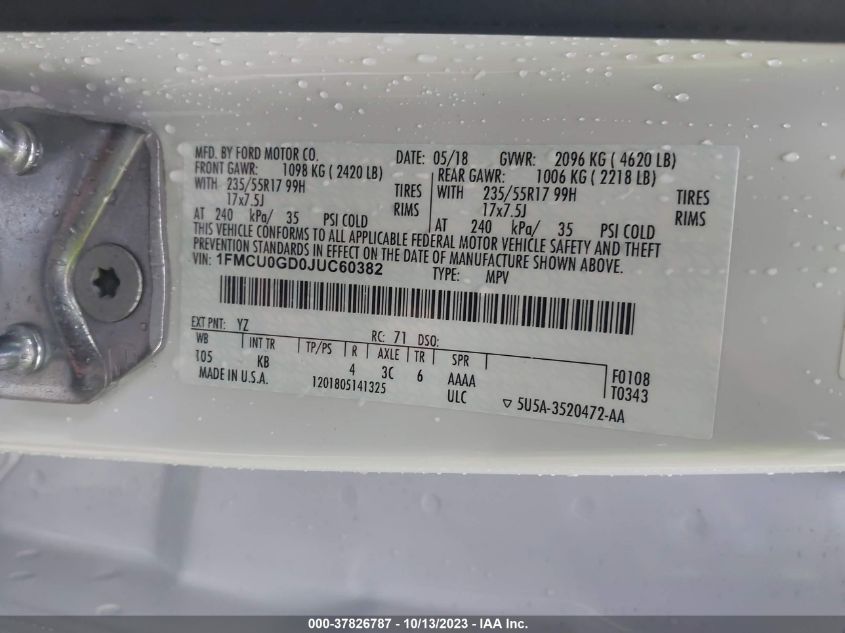 MFD. BY FORD MOTOR CO. DATE: 05/18 GVWR: 2096 KG ( 4620 LB)
FRONT GAWR: 1098 KG ( 2420 LB) REAR GAWR: 1006 KG ( 2218 LB)
WITH 235/55R17 99H TIRES WITH 235/55R17 99H TIRES
17x7.5J RIMS 17x7.5J RIMS
AT 240 kPa/ 35 PSI COLD AT 240 kPa/ 35 PSI COLD
THIS VEHICLE CONFORMS TO ALL APPLICABLE FEDERAL MOTOR VEHICLE SAFETY AND THEFT
PREVENTION STANDARDS IN EFFECT ON THE DATE OF MANUFACTURE SHOWN ABOVE.
VIN: 1FMCU0GD0JUC60382 TYPE: MPV
EXT PNT: YZ RC: 71 DSO:
WB INT TR TP/PS R AXLE TR SPR
105 KB 4 3C 6 AAAA F0108
ULC T0343
MADE IN U.S.A. 1201805141325 ▽ 5U5A-3520472-AA
000-37826787 - 10/13/2023 - IAA Inc.